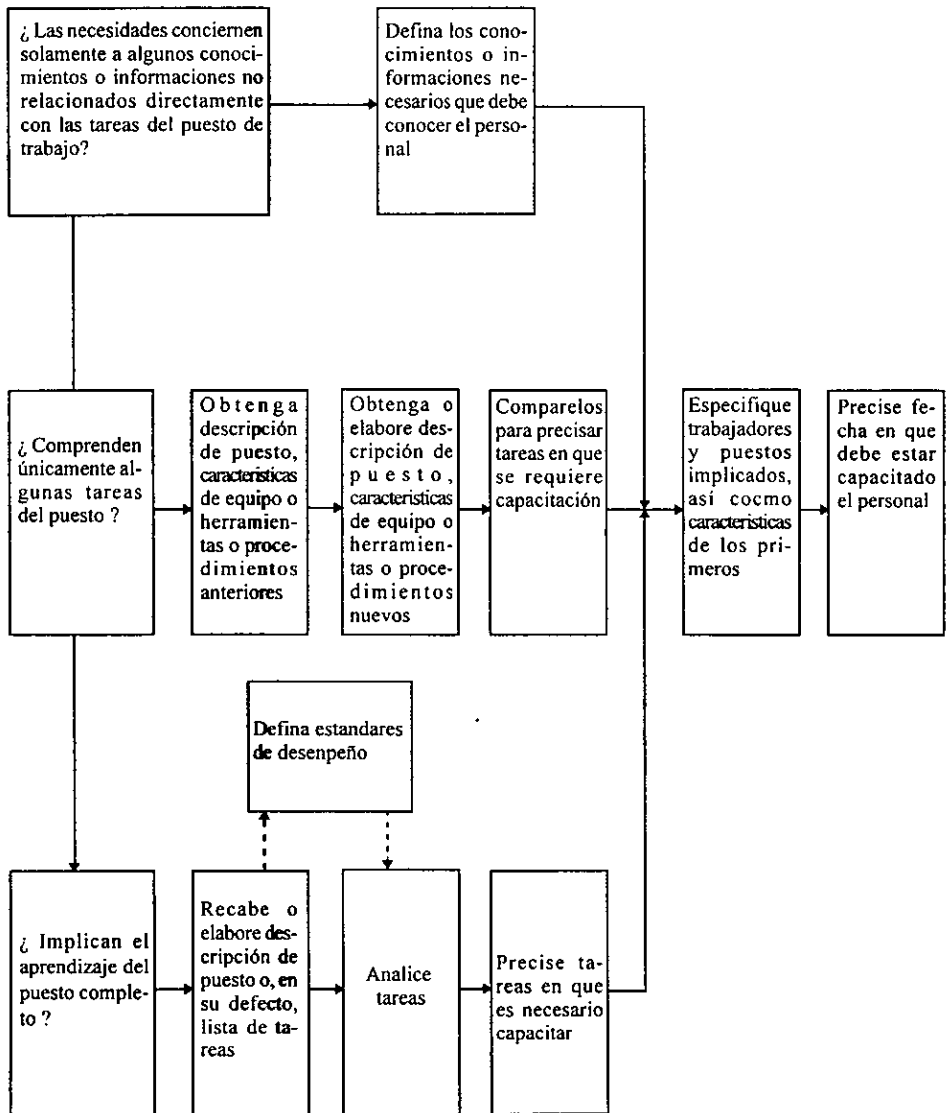 ¿ Las necesidades conciernen
solamente a algunos conoci-
mientos o informaciones no
relacionados directamente
con las tareas del puesto de
trabajo?
Defina los cono-
cimientos o in-
formaciones ne-
cesarios que debe
conocer el perso-
nal
¿ Comprenden
únicamente al-
gunas tareas
del puesto ?
Obtenga
descripción
de puesto,
características
de equipo o
herramien-
tas o proce-
dimientos
anteriores
Obtenga o
elabore des-
cripción de
puesto,
características
de equipo o
herramien-
tas o proce-
dimientos
nuevos
Comparelos
para precisar
tareas en que
se requiere
capacitación
Especifique
trabajadores
y puestos
implicados,
así cocmo
características
de los pri-
meros
Precise fe-
cha en que
debe estar
capacitado
el personal
Defina estandares
de desenpeño
¿ Implican el
aprendizaje del
puesto comple-
to ?
Recabe o
elabore des-
cripción de
puesto o, en
su defecto,
lista de ta-
reas
Analice
tareas
Precise ta-
reas en que
es necesario
capacitar